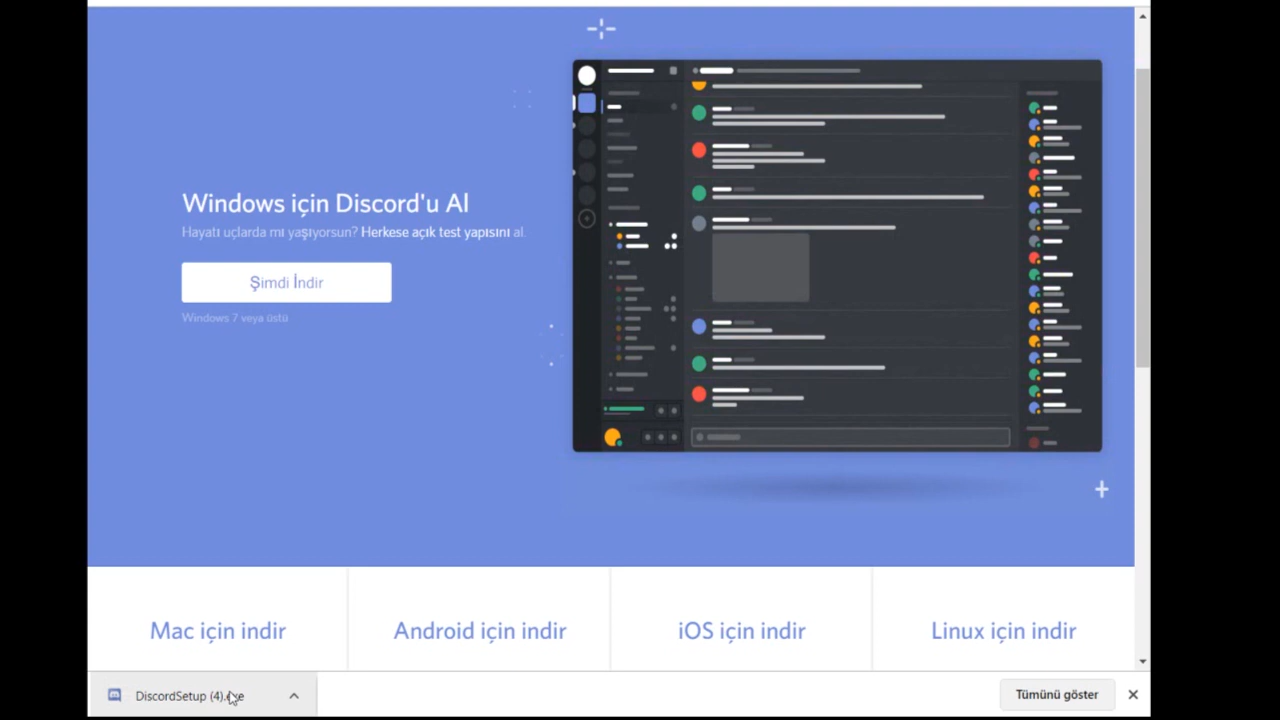 Windows için Discord'u Al
Hayatı uçlarda mı yaşıyorsun? Herkese açık test yapısını al.
Şimdi İndir
Windows 7 veya üstü
Mac için indir
Android için indir
iOS için indir
Linux için indir
DiscordSetup (4).exe
Tümünü göster